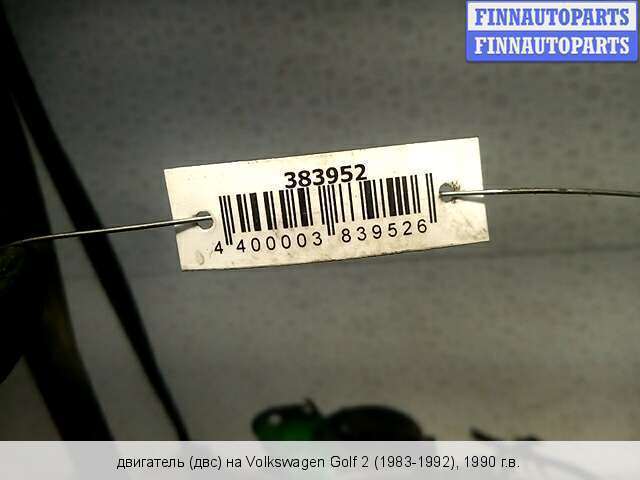 FINNAUTOPARTS
FINNAUTOPARTS
383952
4 400003 839526
двигатель (двс) на Volkswagen Golf 2 (1983-1992), 1990 г.в.